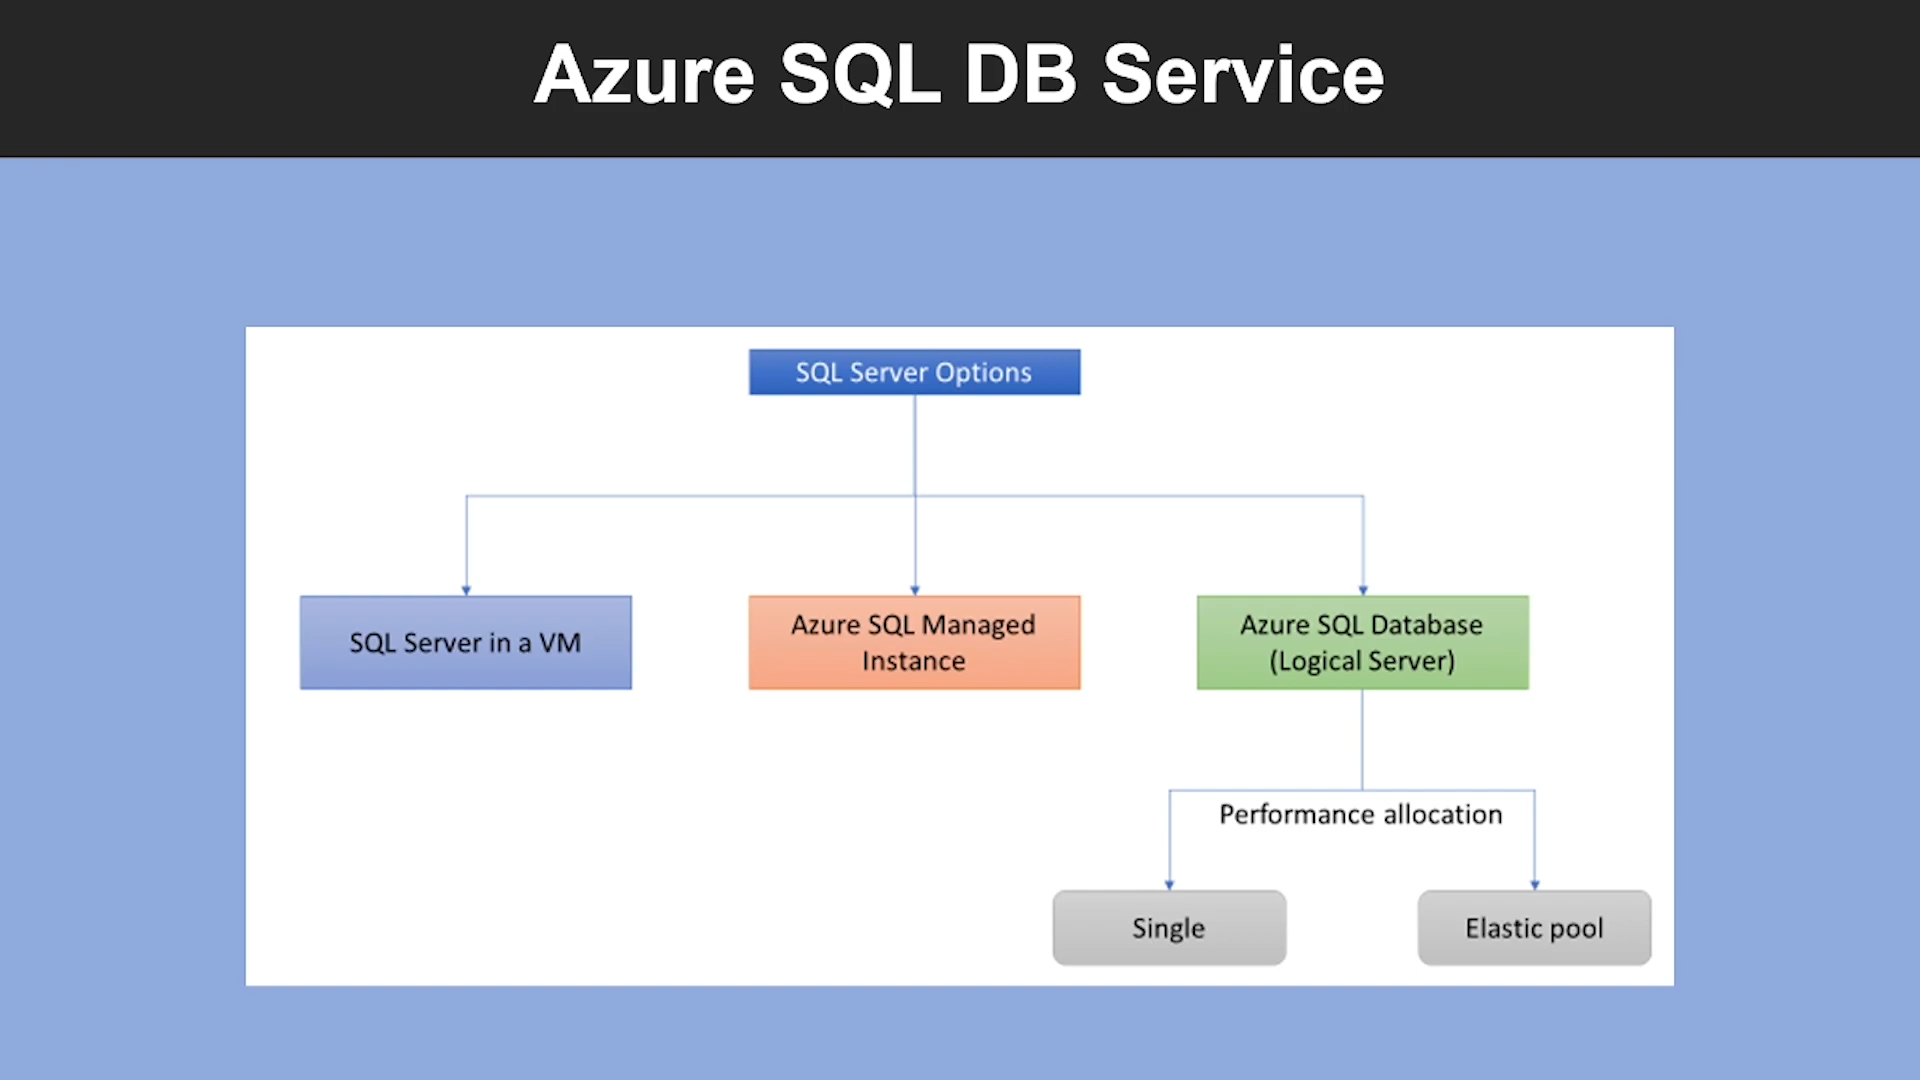 Azure SQL DB Service
SQL Server Options
SQL Server in a VM
Azure SQL Managed
Instance
Azure SQL Database
(Logical Server)
Performance allocation
Single
Elastic pool